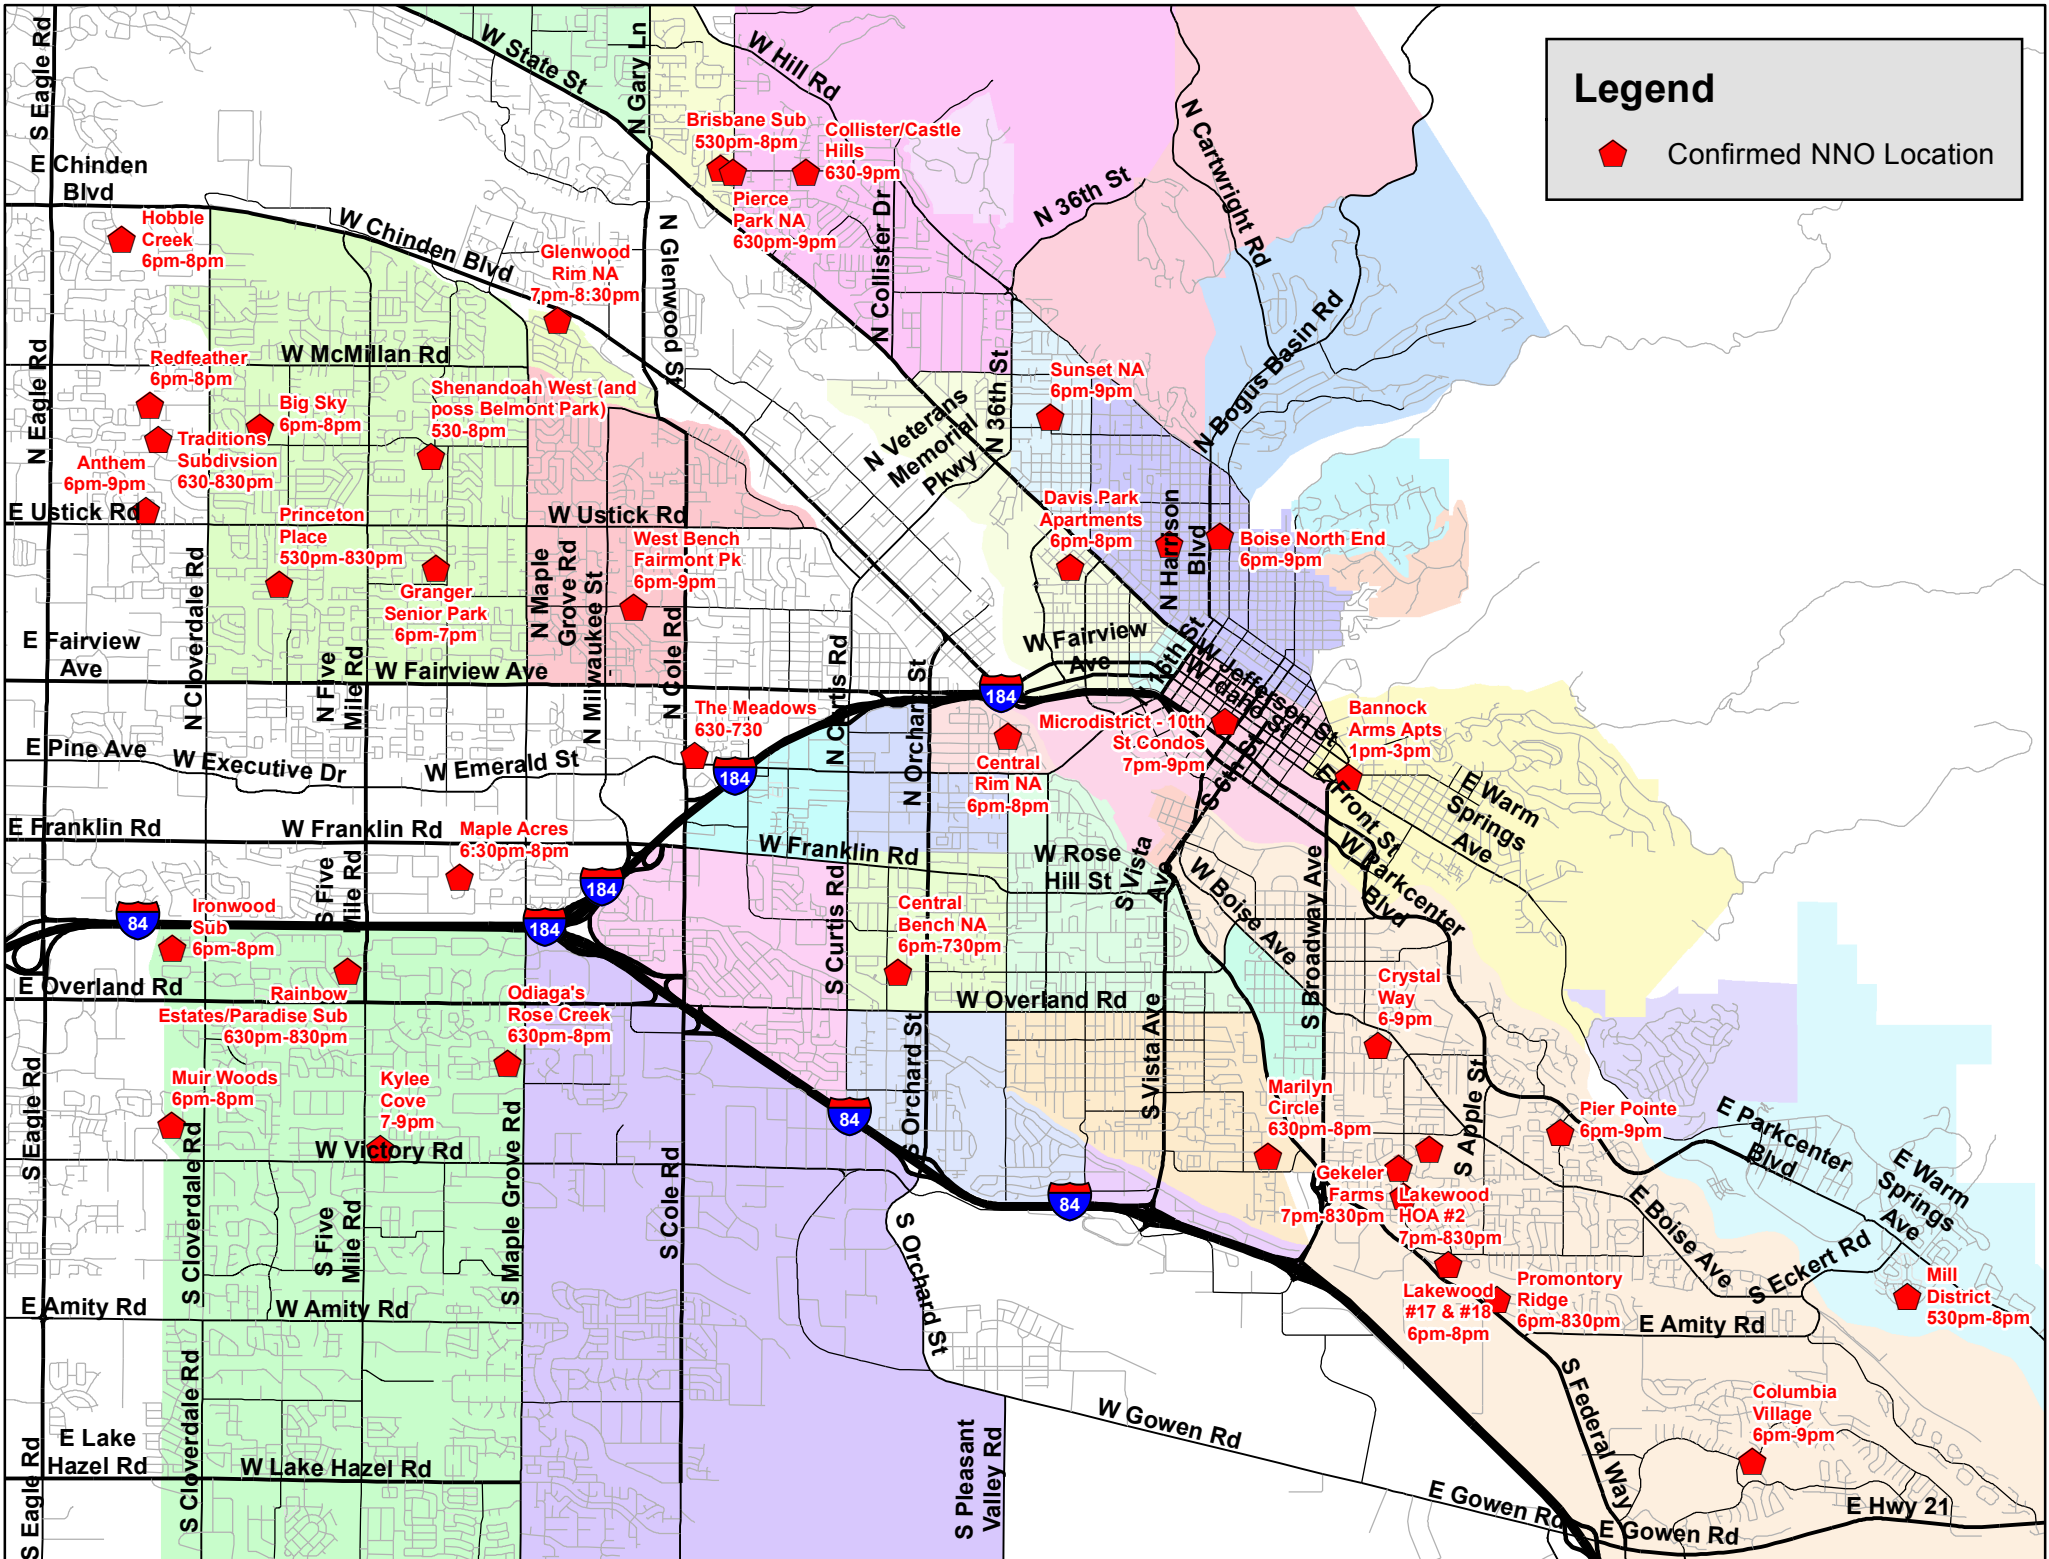 Legend
Confirmed NNO Location
S Eagle Rd
W State St
N Gary Ln
W Hill Rd
Brisbane Sub
530pm-8pm
Collister/Castle
Hills
630-9pm
N Cartwright Rd
E Chinden
Blvd
Pierce
Park NA
630pm-9pm
N 36th St
Hobble
Creek
6pm-8pm
W Chinden Blvd
Glenwood
Rim NA
7pm-8:30pm
N Glenwood St
N Collister Dr
N Eagle Rd
W McMillan Rd
Redfeather
6pm-8pm
Big Sky
6pm-8pm
Shenandoah West (and
poss Belmont Park)
530-8pm
Traditions
Subdivsion
630-830pm
Anthem
6pm-9pm
N Veterans
Memorial
Pkwy
N 36th St
Sunset NA
6pm-9pm
N Bogus Basin Rd
E Ustick Rd
W Ustick Rd
Princeton
Place
530pm-830pm
Granger
Senior Park
6pm-7pm
West Bench
Fairmont Pk
6pm-9pm
Davis Park
Apartments
6pm-8pm
N Harrison
Blvd
Boise North End
6pm-9pm
N Cloverdale Rd
N Maple
Grove Rd
N Milwaukee St
N Cole Rd
N Curtis Rd
N Orchard St
E Fairview
Ave
N Five
Mile Rd
W Fairview Ave
W Fairview
Ave
184
N 16th St
W Jefferson St
W Idaho St
The Meadows
630-730
Microdistrict - 10th
St Condos
7pm-9pm
Bannock
Arms Apts
1pm-3pm
E Pine Ave
W Executive Dr
W Emerald St
184
Central
Rim NA
6pm-8pm
S 6th St
E Front St
E Warm
Springs
Ave
E Franklin Rd
W Franklin Rd
Maple Acres
6:30pm-8pm
W Franklin Rd
W Rose
Hill St
S Vista
Ave
W Boise Ave
S Broadway Ave
W Parkcenter
Blvd
S Five
Mile Rd
184
84
184
Ironwood
Sub
6pm-8pm
S Curtis Rd
Central
Bench NA
6pm-730pm
E Overland Rd
Rainbow
Estates/Paradise Sub
630pm-830pm
Odiaga's
Rose Creek
630pm-8pm
W Overland Rd
Crystal
Way
6-9pm
S Eagle Rd
Muir Woods
6pm-8pm
Kylee
Cove
7-9pm
S Orchard St
84
S Vista Ave
Marilyn
Circle
630pm-8pm
S Apple St
Pier Pointe
6pm-9pm
E Parkcenter
Blvd
W Victory Rd
S Cloverdale Rd
S Maple Grove Rd
S Cole Rd
S Five
Mile Rd
84
Gekeler
Farms
7pm-830pm
Lakewood
HOA #2
7pm-830pm
E Boise Ave
E Warm
Springs
Ave
S Eckert Rd
S Orchard St
E Amity Rd
W Amity Rd
Lakewood
#17 & #18
6pm-8pm
Promontory
Ridge
6pm-830pm
E Amity Rd
Mill
District
530pm-8pm
S Cloverdale Rd
S Federal Way
Columbia
Village
6pm-9pm
E Lake
Hazel Rd
W Lake Hazel Rd
S Eagle Rd
S Pleasant
Valley Rd
W Gowen Rd
E Gowen Rd
E Gowen Rd
E Hwy 21